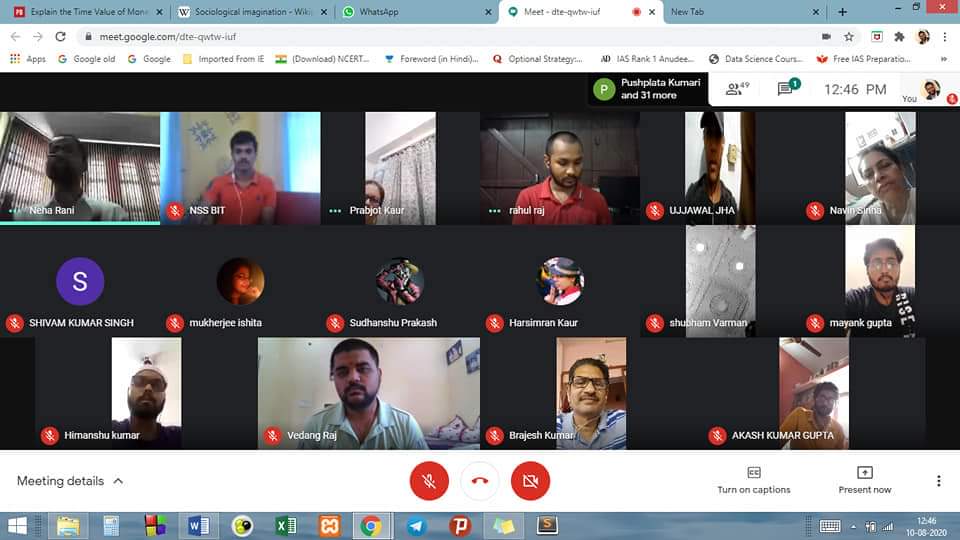 Explain the Time Value of Mone
Sociological imagination - Wiki
WhatsApp
Meet - dte-qwtw-iuf
New Tab
meet.google.com/dte-qwtw-iuf
Apps
Google old
Google
Imported From IE
(Download) NCERT...
Foreword (in Hindi)...
Optional Strategy:...
IAS Rank 1 Anudee...
Data Science Cours...
Free IAS Preparatio...
P
Pushplata Kumari
and 31 more
49
1
12:46 PM
You
Neha Rani
NSS BIT
Prabjot Kaur
rahul raj
UJJAWAL JHA
Navin Sinha
S
SHIVAM KUMAR SINGH
mukherjee ishita
Sudhanshu Prakash
Harsimran Kaur
shubham Varman
mayank gupta
RISE
Himanshu kumar
Vedang Raj
Brajesh Kumar
AKASH KUMAR GUPTA
Meeting details
Turn on captions
Present now
12:46
10-08-2020